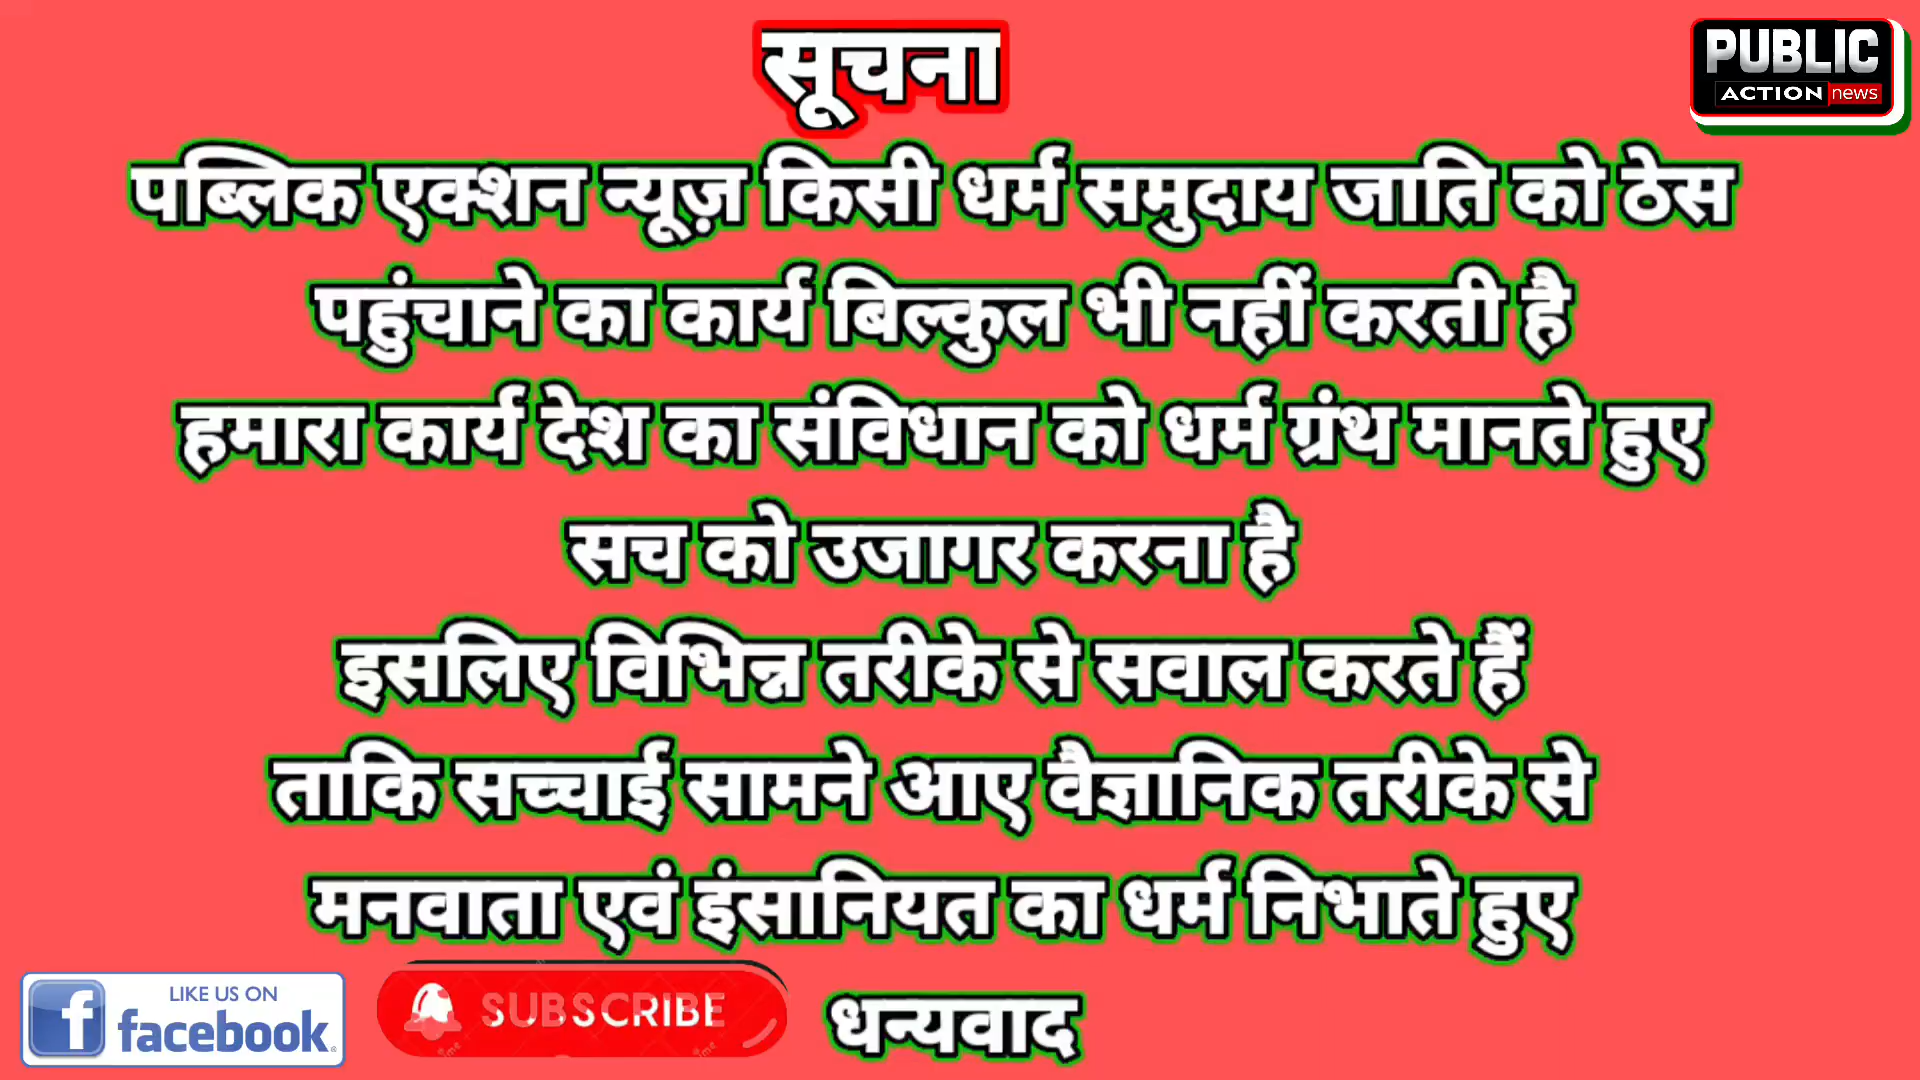 सूचना
PUBLIC
ACTION news
पब्लिक एक्शन न्यूज़ किसी धर्म समुदाय जाति को ठेस
पहुंचाने का कार्य बिल्कुल भी नहीं करती है
हमारा कार्य देश का संविधान को धर्म ग्रंथ मानते हुए
सच को उजागर करना है
इसलिए विभिन्न तरीके से सवाल करते हैं
ताकि सच्चाई सामने आए वैज्ञानिक तरीके से
मनवाता एवं इंसानियत का धर्म निभाते हुए
धन्यवाद
LIKE US ON
facebook
SUBSCRIBE